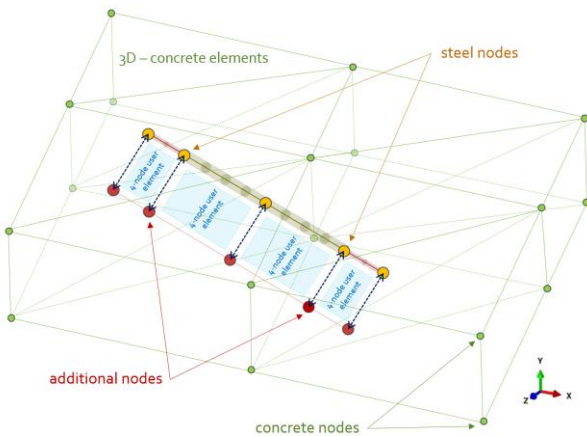 3D – concrete elements
steel nodes
4-node user
element
4-node user
element
4-node user
element
4-node user
element
additional nodes
concrete nodes
Y
Z
X